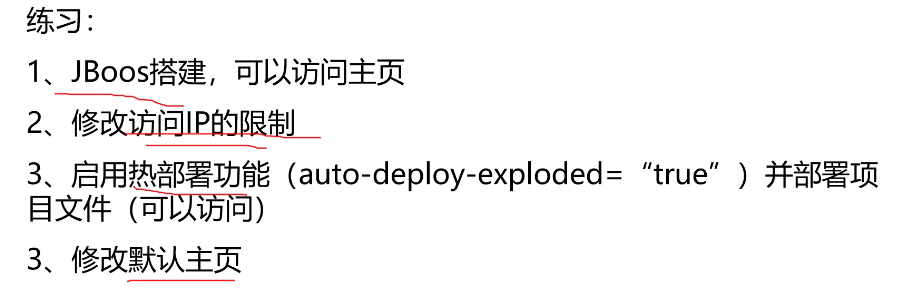 练习：
1、JBoos搭建，可以访问主页
2、修改访问IP的限制
3、启用热部署功能（auto-deploy-exploded=“true”）并部署项
目文件（可以访问）
3、修改默认主页